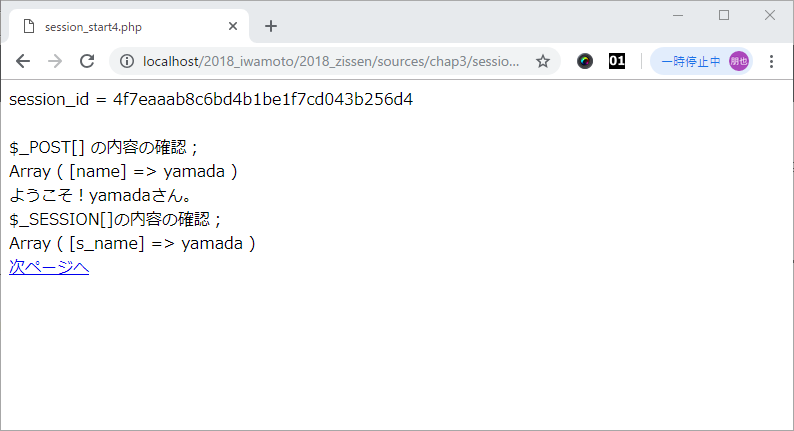 session_start4.php
localhost/2018_iwamoto/2018_zissen/sources/chap3/sessio...
01
一時停止中
朋也
session_id = 4f7eaaab8c6bd4b1be1f7cd043b256d4
$_POST[] の内容の確認；
Array ( [name] => yamada )
ようこそ！yamadaさん。
$_SESSION[]の内容の確認；
Array ( [s_name] => yamada )
次ページへ